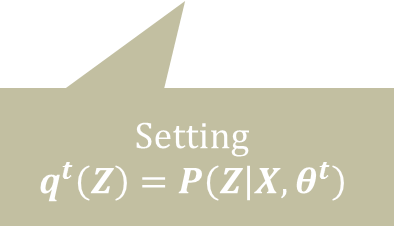 Setting
𝒒ᵗ(𝒁) = 𝑷(𝒁|𝑿, 𝜽ᵗ)